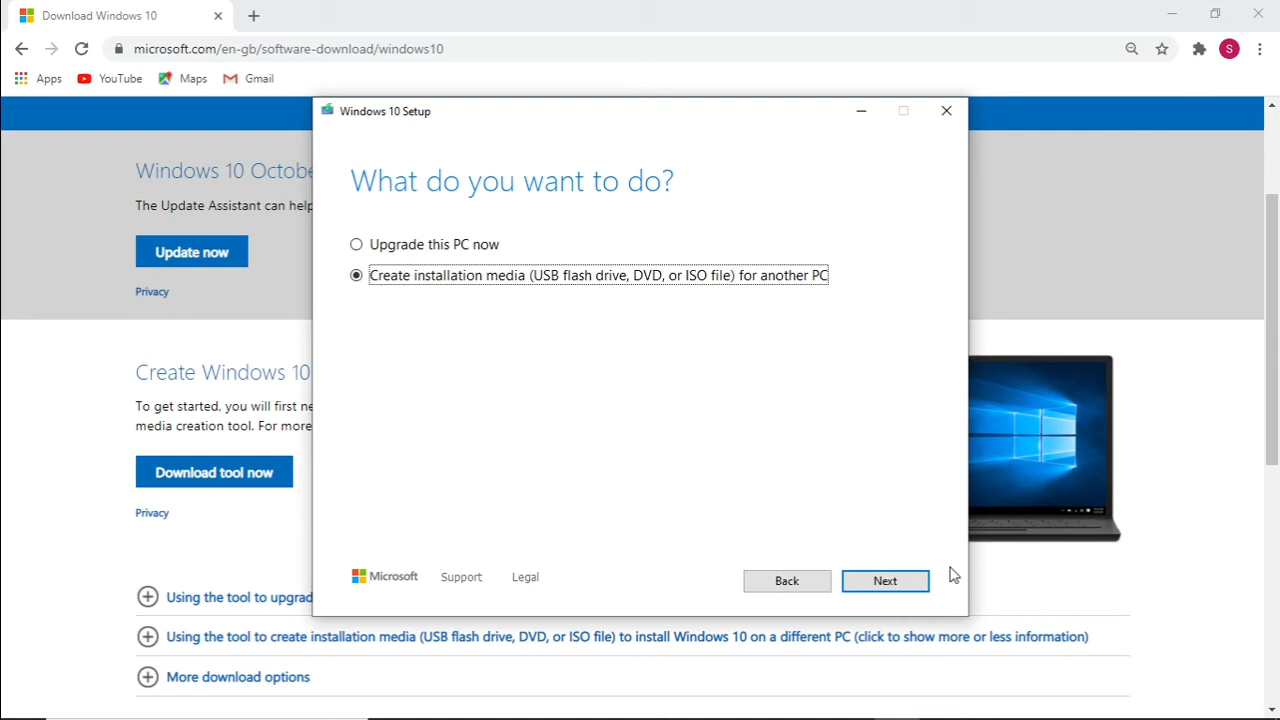 Download Windows 10
microsoft.com/en-gb/software-download/windows10
S
Apps YouTube Maps Gmail
Windows 10 Setup
What do you want to do?
Upgrade this PC now
Create installation media (USB flash drive, DVD, or ISO file) for another PC
Microsoft Support Legal
Back Next
Windows 10 Octobe
The Update Assistant can help
Update now
Privacy
Create Windows 10
To get started, you will first ne
media creation tool. For more
Download tool now
Privacy
Using the tool to upgrad
Using the tool to create installation media (USB flash drive, DVD, or ISO file) to install Windows 10 on a different PC (click to show more or less information)
More download options